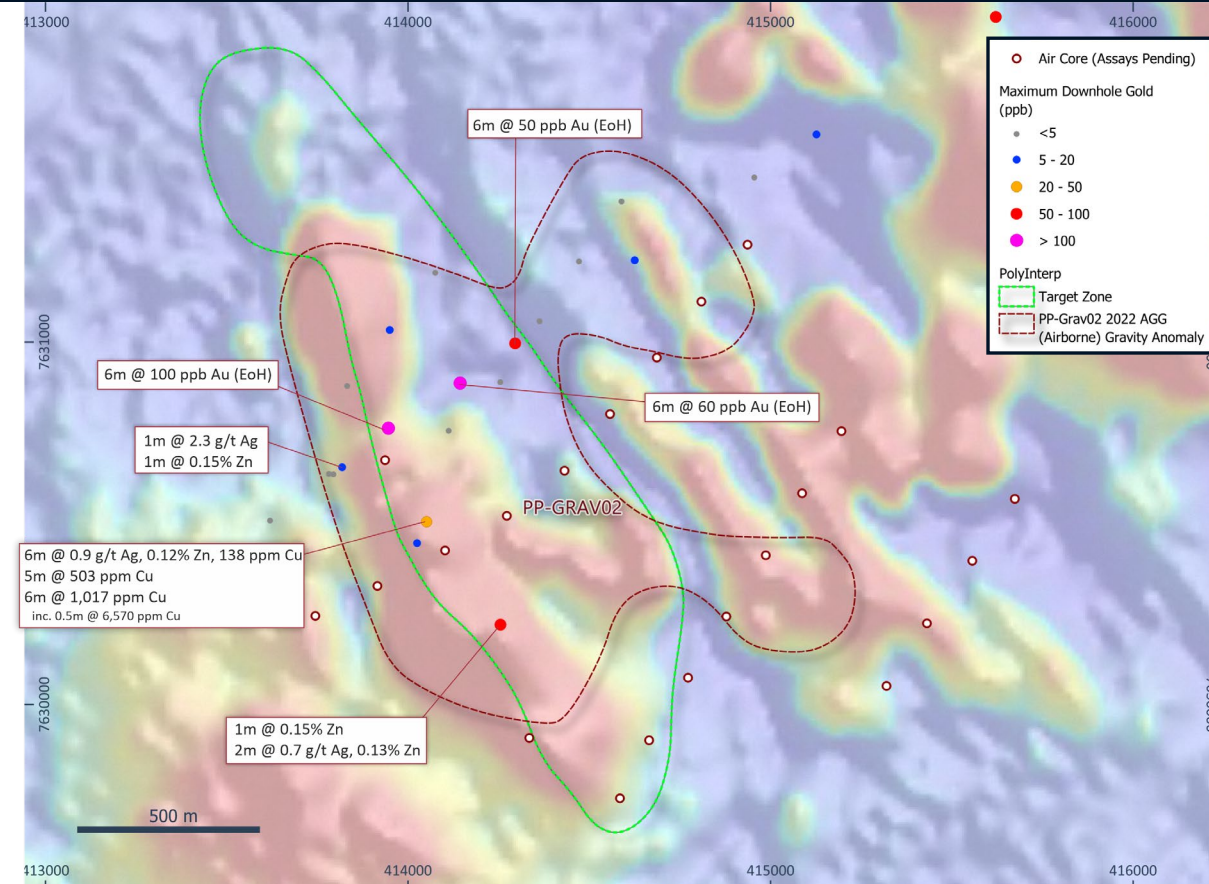 413000
414000
415000
416000
Air Core (Assays Pending)
Maximum Downhole Gold
(ppb)
<5
5 - 20
20 - 50
50 - 100
> 100
PolyInterp
Target Zone
PP-Grav02 2022 AGG
(Airborne) Gravity Anomaly
6m @ 50 ppb Au (EoH)
7631000
6m @ 100 ppb Au (EoH)
6m @ 60 ppb Au (EoH)
1m @ 2.3 g/t Ag
1m @ 0.15% Zn
PP-GRAV02
6m @ 0.9 g/t Ag, 0.12% Zn, 138 ppm Cu
5m @ 503 ppm Cu
6m @ 1,017 ppm Cu
inc. 0.5m @ 6,570 ppm Cu
7630000
1m @ 0.15% Zn
2m @ 0.7 g/t Ag, 0.13% Zn
500 m
413000
414000
415000
416000